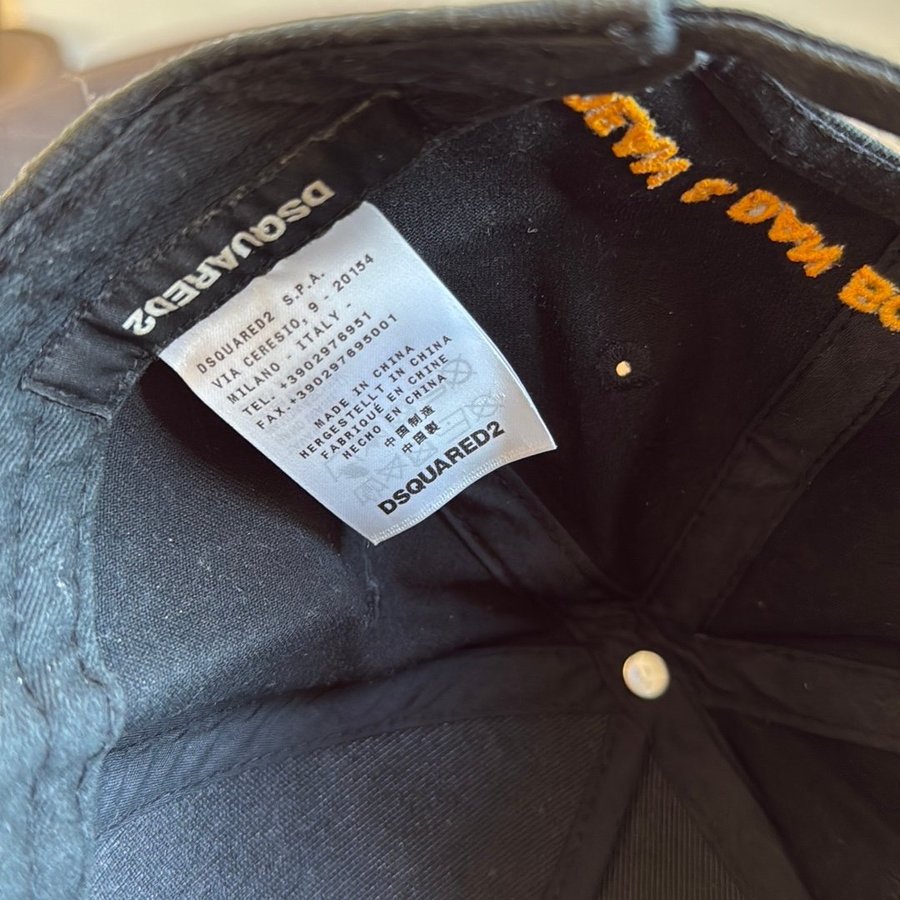 DSQUARED2
DSQUARED2 S.P.A.
VIA CERESIO, 9 - 20154
MILANO - ITALY -
TEL. +3902976951
FAX.+390297695001
MADE IN CHINA
HERGESTELLT IN CHINA
FABRIQUÉ EN CHINE
HECHO EN CHINA
中国制造
中國製
DSQUARED2